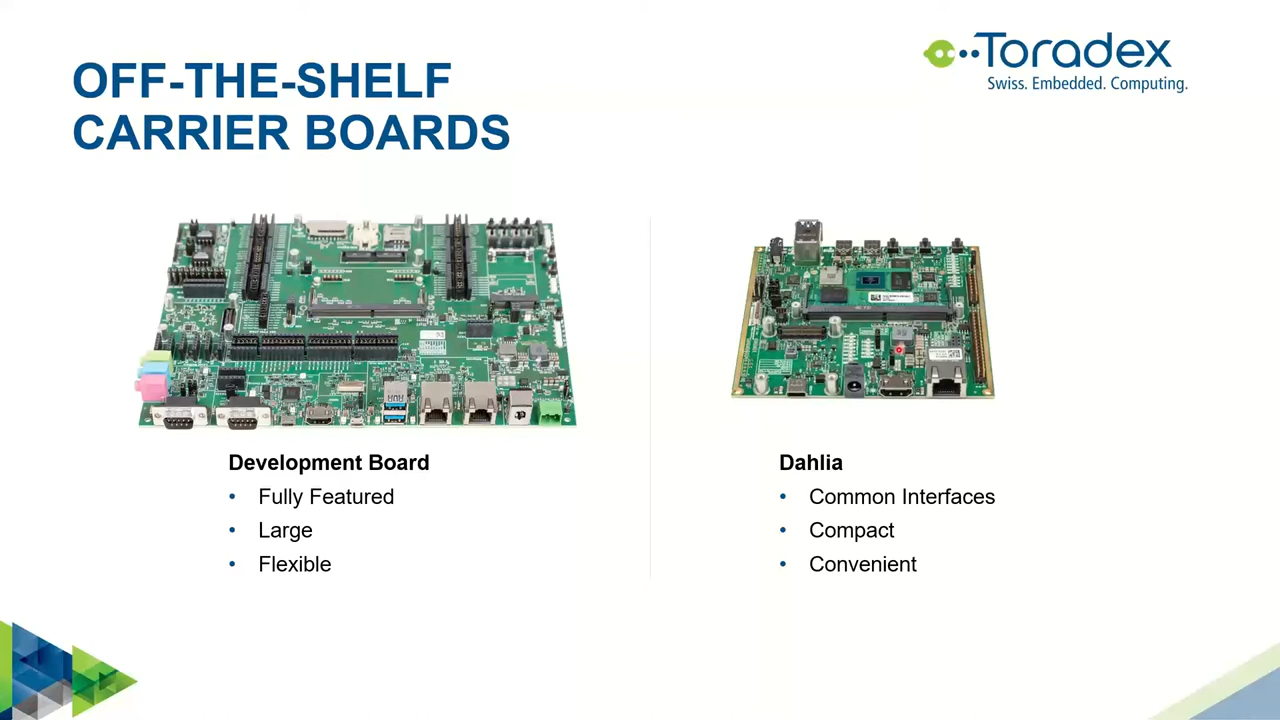 OFF-THE-SHELF
CARRIER BOARDS
Toradex
Swiss. Embedded. Computing.
Development Board
• Fully Featured
• Large
• Flexible
Dahlia
• Common Interfaces
• Compact
• Convenient